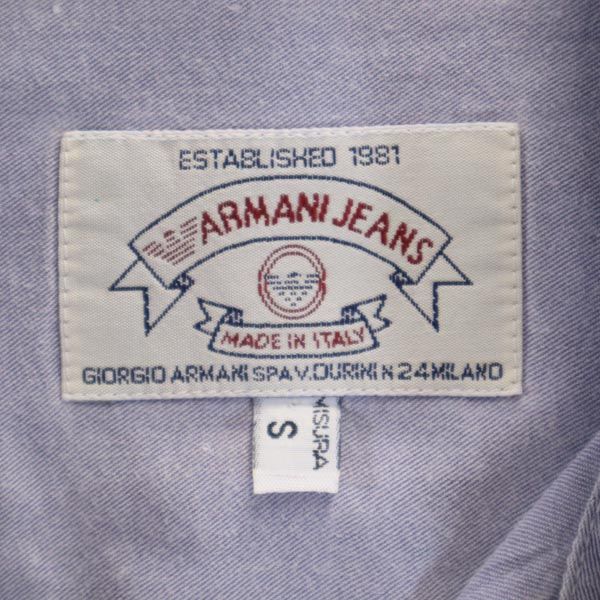 ESTABLISHED 1981
ARMANI JEANS
MADE IN ITALY
GIORGIO ARMANI SPA V. DURINI N 24 MILANO
MISURA
S